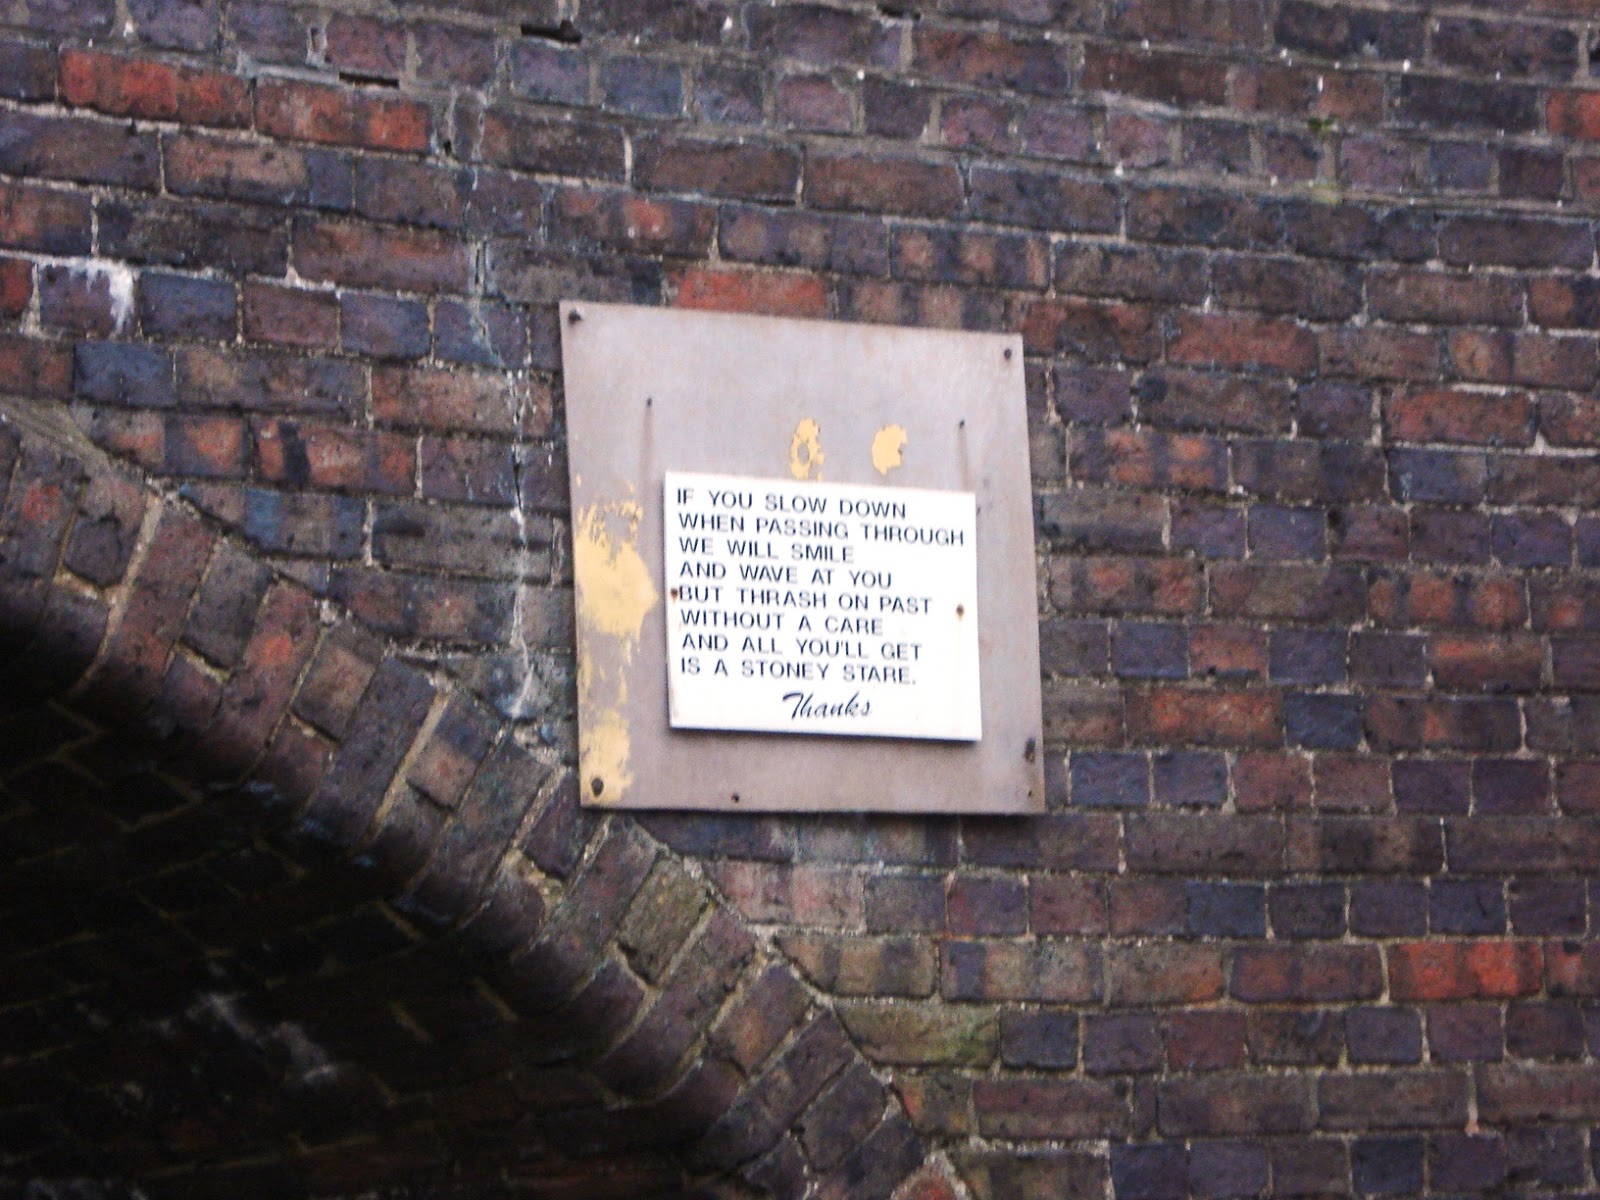 IF YOU SLOW DOWN
WHEN PASSING THROUGH
WE WILL SMILE
AND WAVE AT YOU
BUT THRASH ON PAST
WITHOUT A CARE
AND ALL YOU'LL GET
IS A STONEY STARE.
Thanks